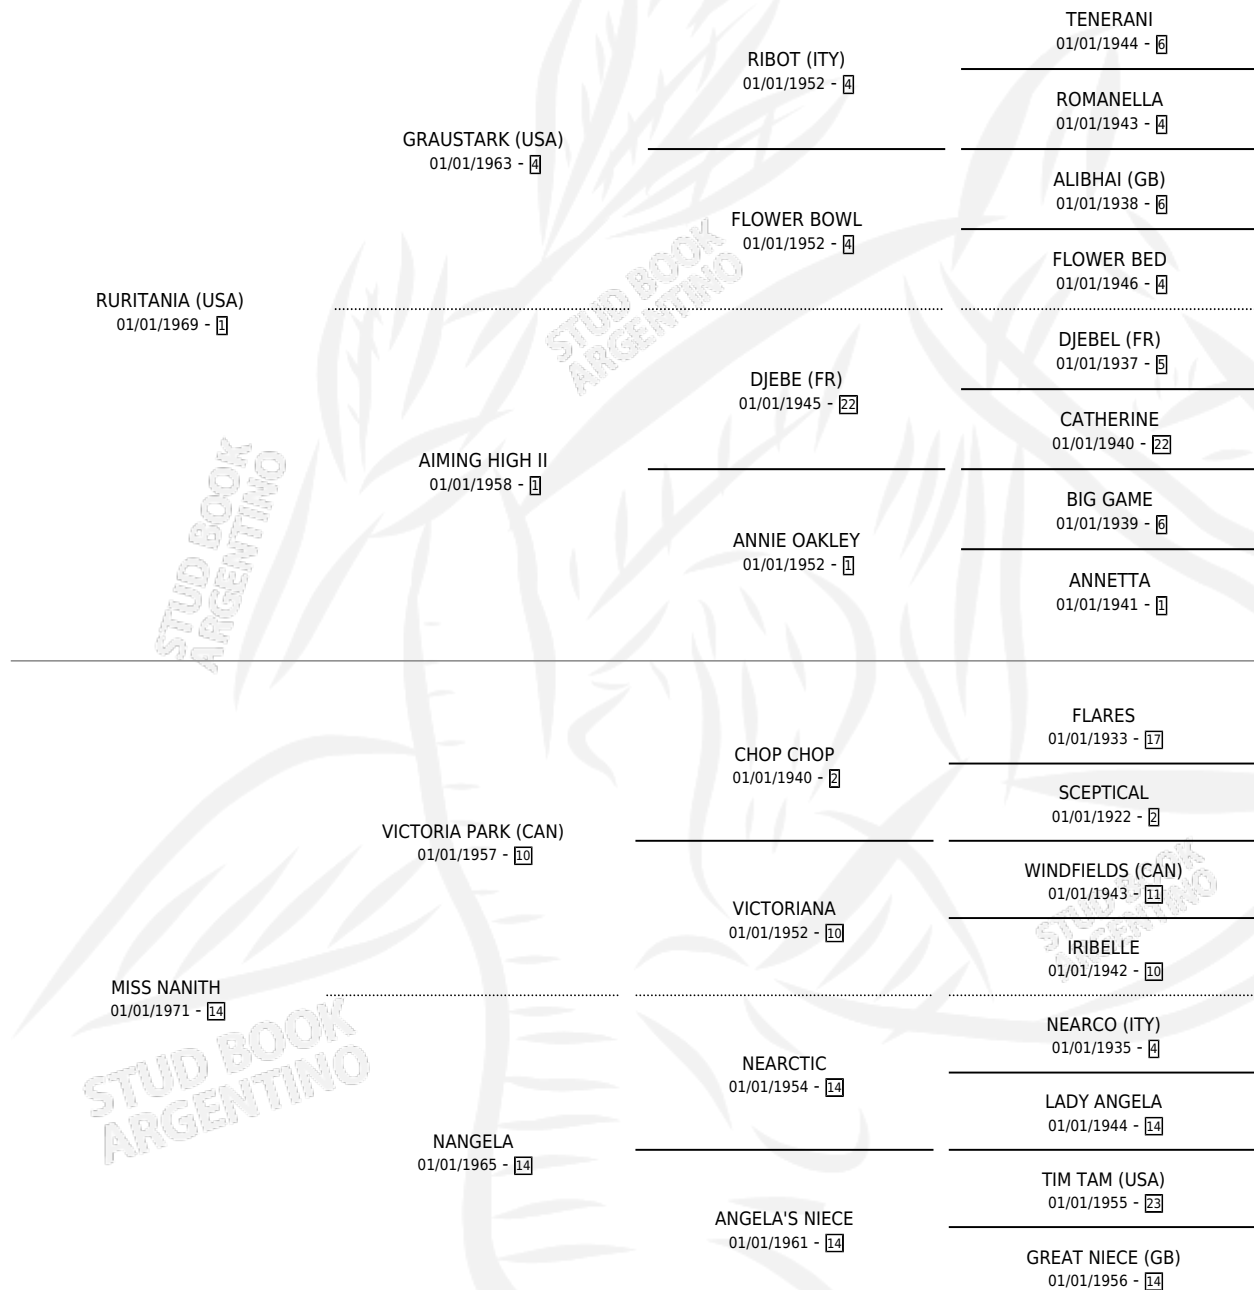 TENERANI
01/01/1944 - 6
RIBOT (ITY)
01/01/1952 - 4
ROMANELLA
01/01/1943 - 4
GRAUSTARK (USA)
01/01/1963 - 4
ALIBHAI (GB)
01/01/1938 - 6
FLOWER BOWL
01/01/1952 - 4
FLOWER BED
01/01/1946 - 4
RURITANIA (USA)
01/01/1969 - 1
DJEBEL (FR)
01/01/1937 - 5
DJEBE (FR)
01/01/1945 - 22
CATHERINE
01/01/1940 - 22
AIMING HIGH II
01/01/1958 - 1
BIG GAME
01/01/1939 - 6
ANNIE OAKLEY
01/01/1952 - 1
ANNETTA
01/01/1941 - 1
STUD BOOK
ARGENTINO
STUD BOOK
ARGENTINO
FLARES
01/01/1933 - 17
CHOP CHOP
01/01/1940 - 2
SCEPTICAL
01/01/1922 - 2
VICTORIA PARK (CAN)
01/01/1957 - 10
WINDFIELDS (CAN)
01/01/1943 - 11
VICTORIANA
01/01/1952 - 10
IRIBELLE
01/01/1942 - 10
MISS NANITH
01/01/1971 - 14
NEARCO (ITY)
01/01/1935 - 4
NEARCTIC
01/01/1954 - 14
LADY ANGELA
01/01/1944 - 14
NANGELA
01/01/1965 - 14
TIM TAM (USA)
01/01/1955 - 23
ANGELA'S NIECE
01/01/1961 - 14
GREAT NIECE (GB)
01/01/1956 - 14
STUD BOOK
ARGENTINO
STUD BOOK
ARGENTINO